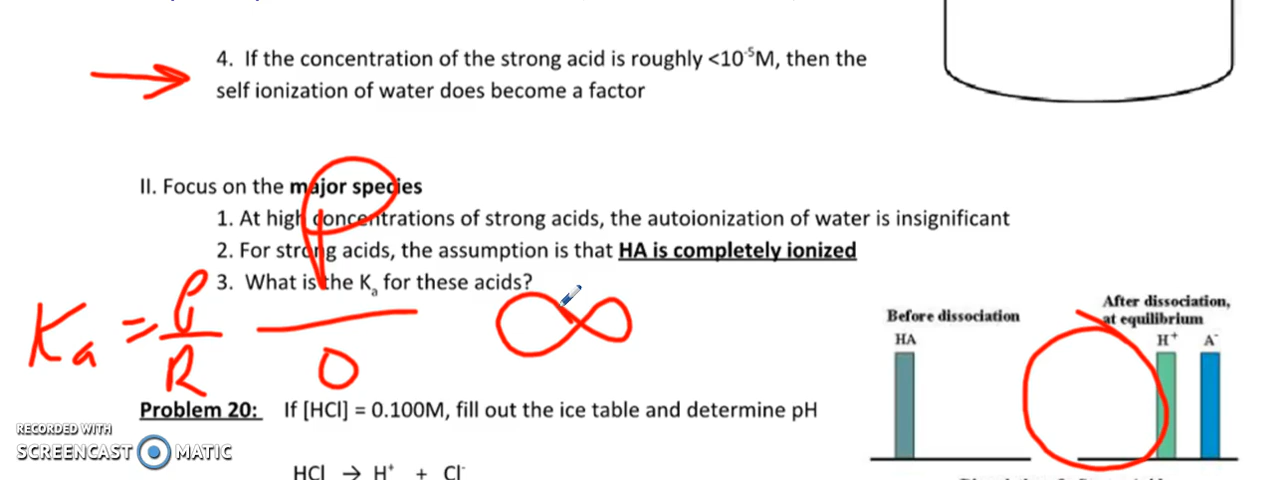 4. If the concentration of the strong acid is roughly <10⁻⁵M, then the
self ionization of water does become a factor
II. Focus on the major species
1. At high concentrations of strong acids, the autoionization of water is insignificant
2. For strong acids, the assumption is that HA is completely ionized
3. What is the Kₐ for these acids?
Kₐ = P/R P/0 ∞
Before dissociation
HA
After dissociation,
at equilibrium
H⁺ A⁻
Problem 20: If [HCl] = 0.100M, fill out the ice table and determine pH
RECORDED WITH
SCREENCAST MATIC
HCl → H⁺ + Cl⁻